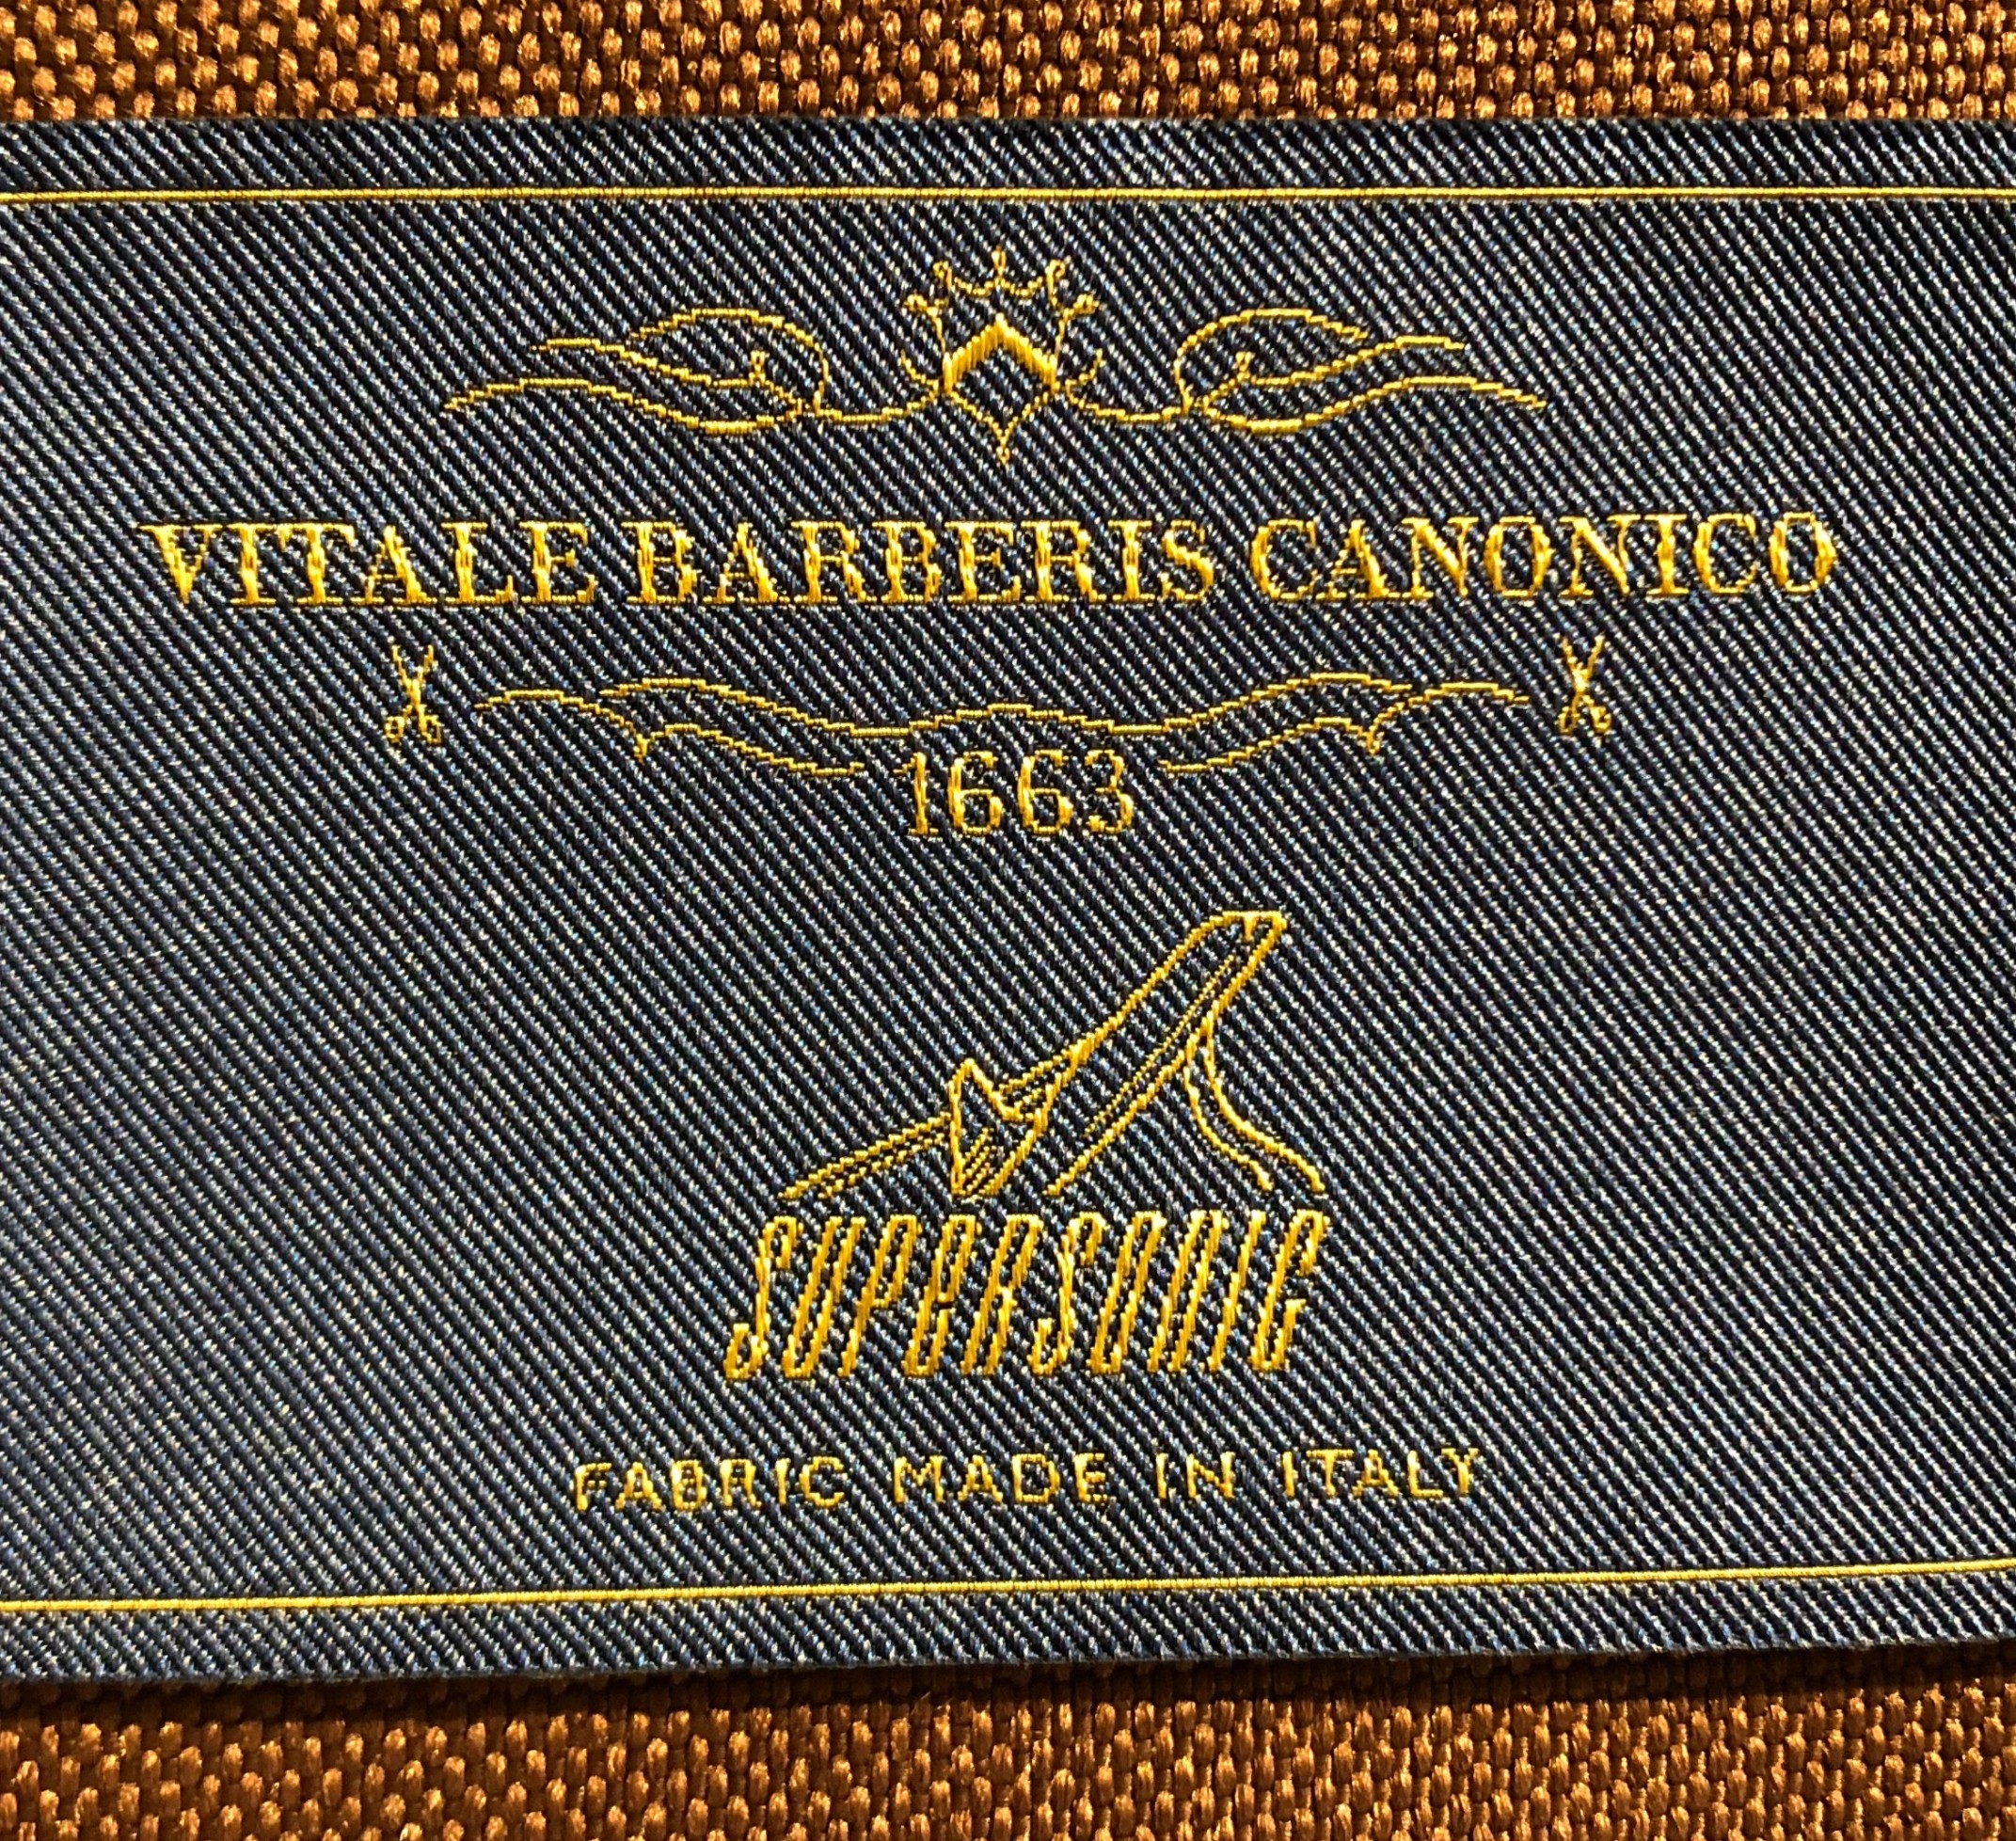 VITALE BARBERIS CANONICO
1663
SUPERSONIC
FABRIC MADE IN ITALY